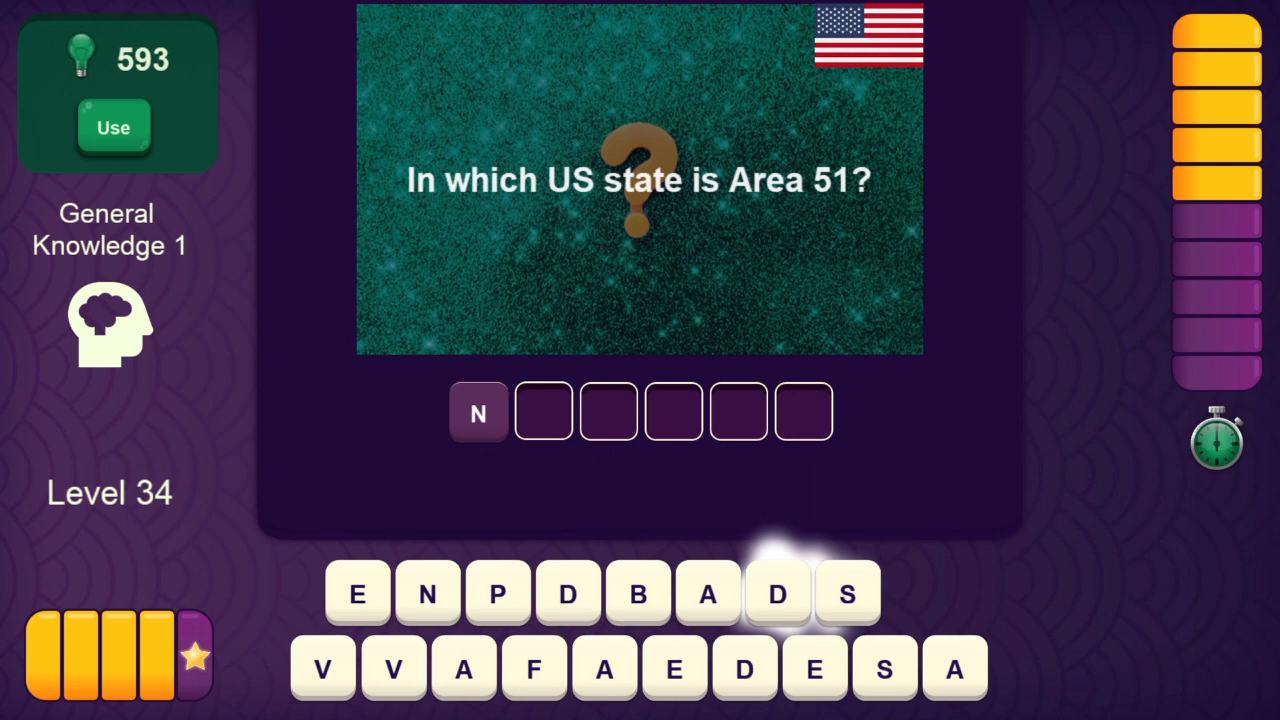 593
Use
General
Knowledge 1
Level 34
In which US state is Area 51?
N
E N P D B A D S
V V A F A E D E S A